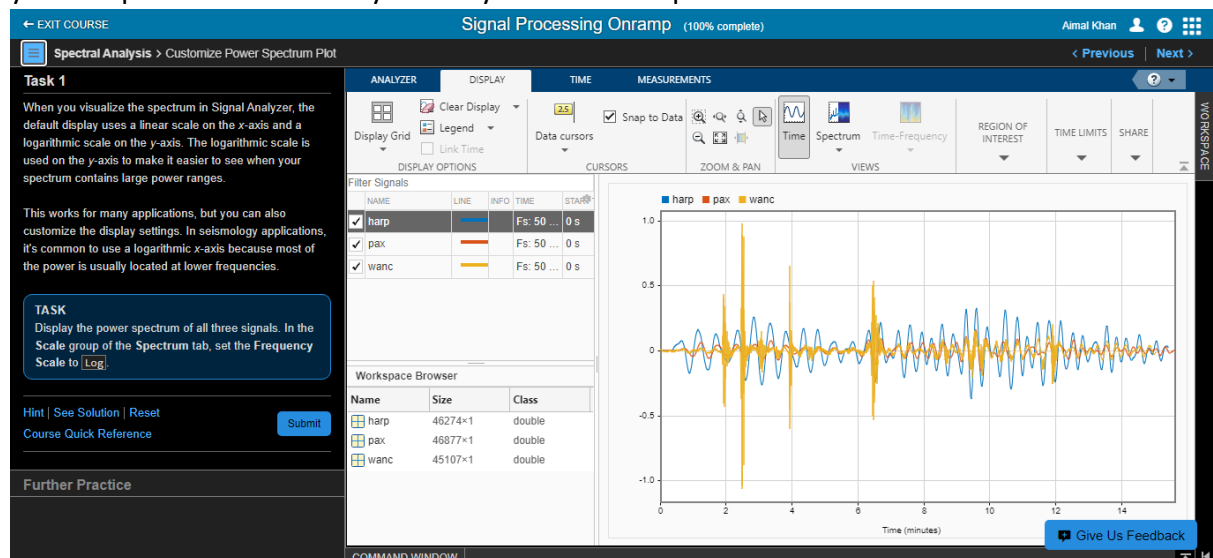 ← EXIT COURSE
Signal Processing Onramp (100% complete)
Aimal Khan
Spectral Analysis > Customize Power Spectrum Plot
< Previous | Next >
Task 1
When you visualize the spectrum in Signal Analyzer, the
default display uses a linear scale on the x-axis and a
logarithmic scale on the y-axis. The logarithmic scale is
used on the y-axis to make it easier to see when your
spectrum contains large power ranges.
This works for many applications, but you can also
customize the display settings. In seismology applications,
it's common to use a logarithmic x-axis because most of
the power is usually located at lower frequencies.
TASK
Display the power spectrum of all three signals. In the
Scale group of the Spectrum tab, set the Frequency
Scale to Log.
Hint | See Solution | Reset
Course Quick Reference
Submit
Further Practice
ANALYZER DISPLAY TIME MEASUREMENTS
Display Grid
Clear Display
Legend
Link Time
DISPLAY OPTIONS
2.5
Data cursors
Snap to Data
CURSORS
ZOOM & PAN
Time
Spectrum
Time-Frequency
VIEWS
REGION OF
INTEREST
TIME LIMITS
SHARE
WORKSPACE
Filter Signals
NAME LINE INFO TIME START
harp Fs: 50 ... 0 s
pax Fs: 50 ... 0 s
wanc Fs: 50 ... 0 s
Workspace Browser
Name Size Class
harp 46274×1 double
pax 46877×1 double
wanc 45107×1 double
harp pax wanc
1.0
0.5
0
-0.5
-1.0
0 2 4 6 8 10 12 14
Time (minutes)
Give Us Feedback
COMMAND WINDOW